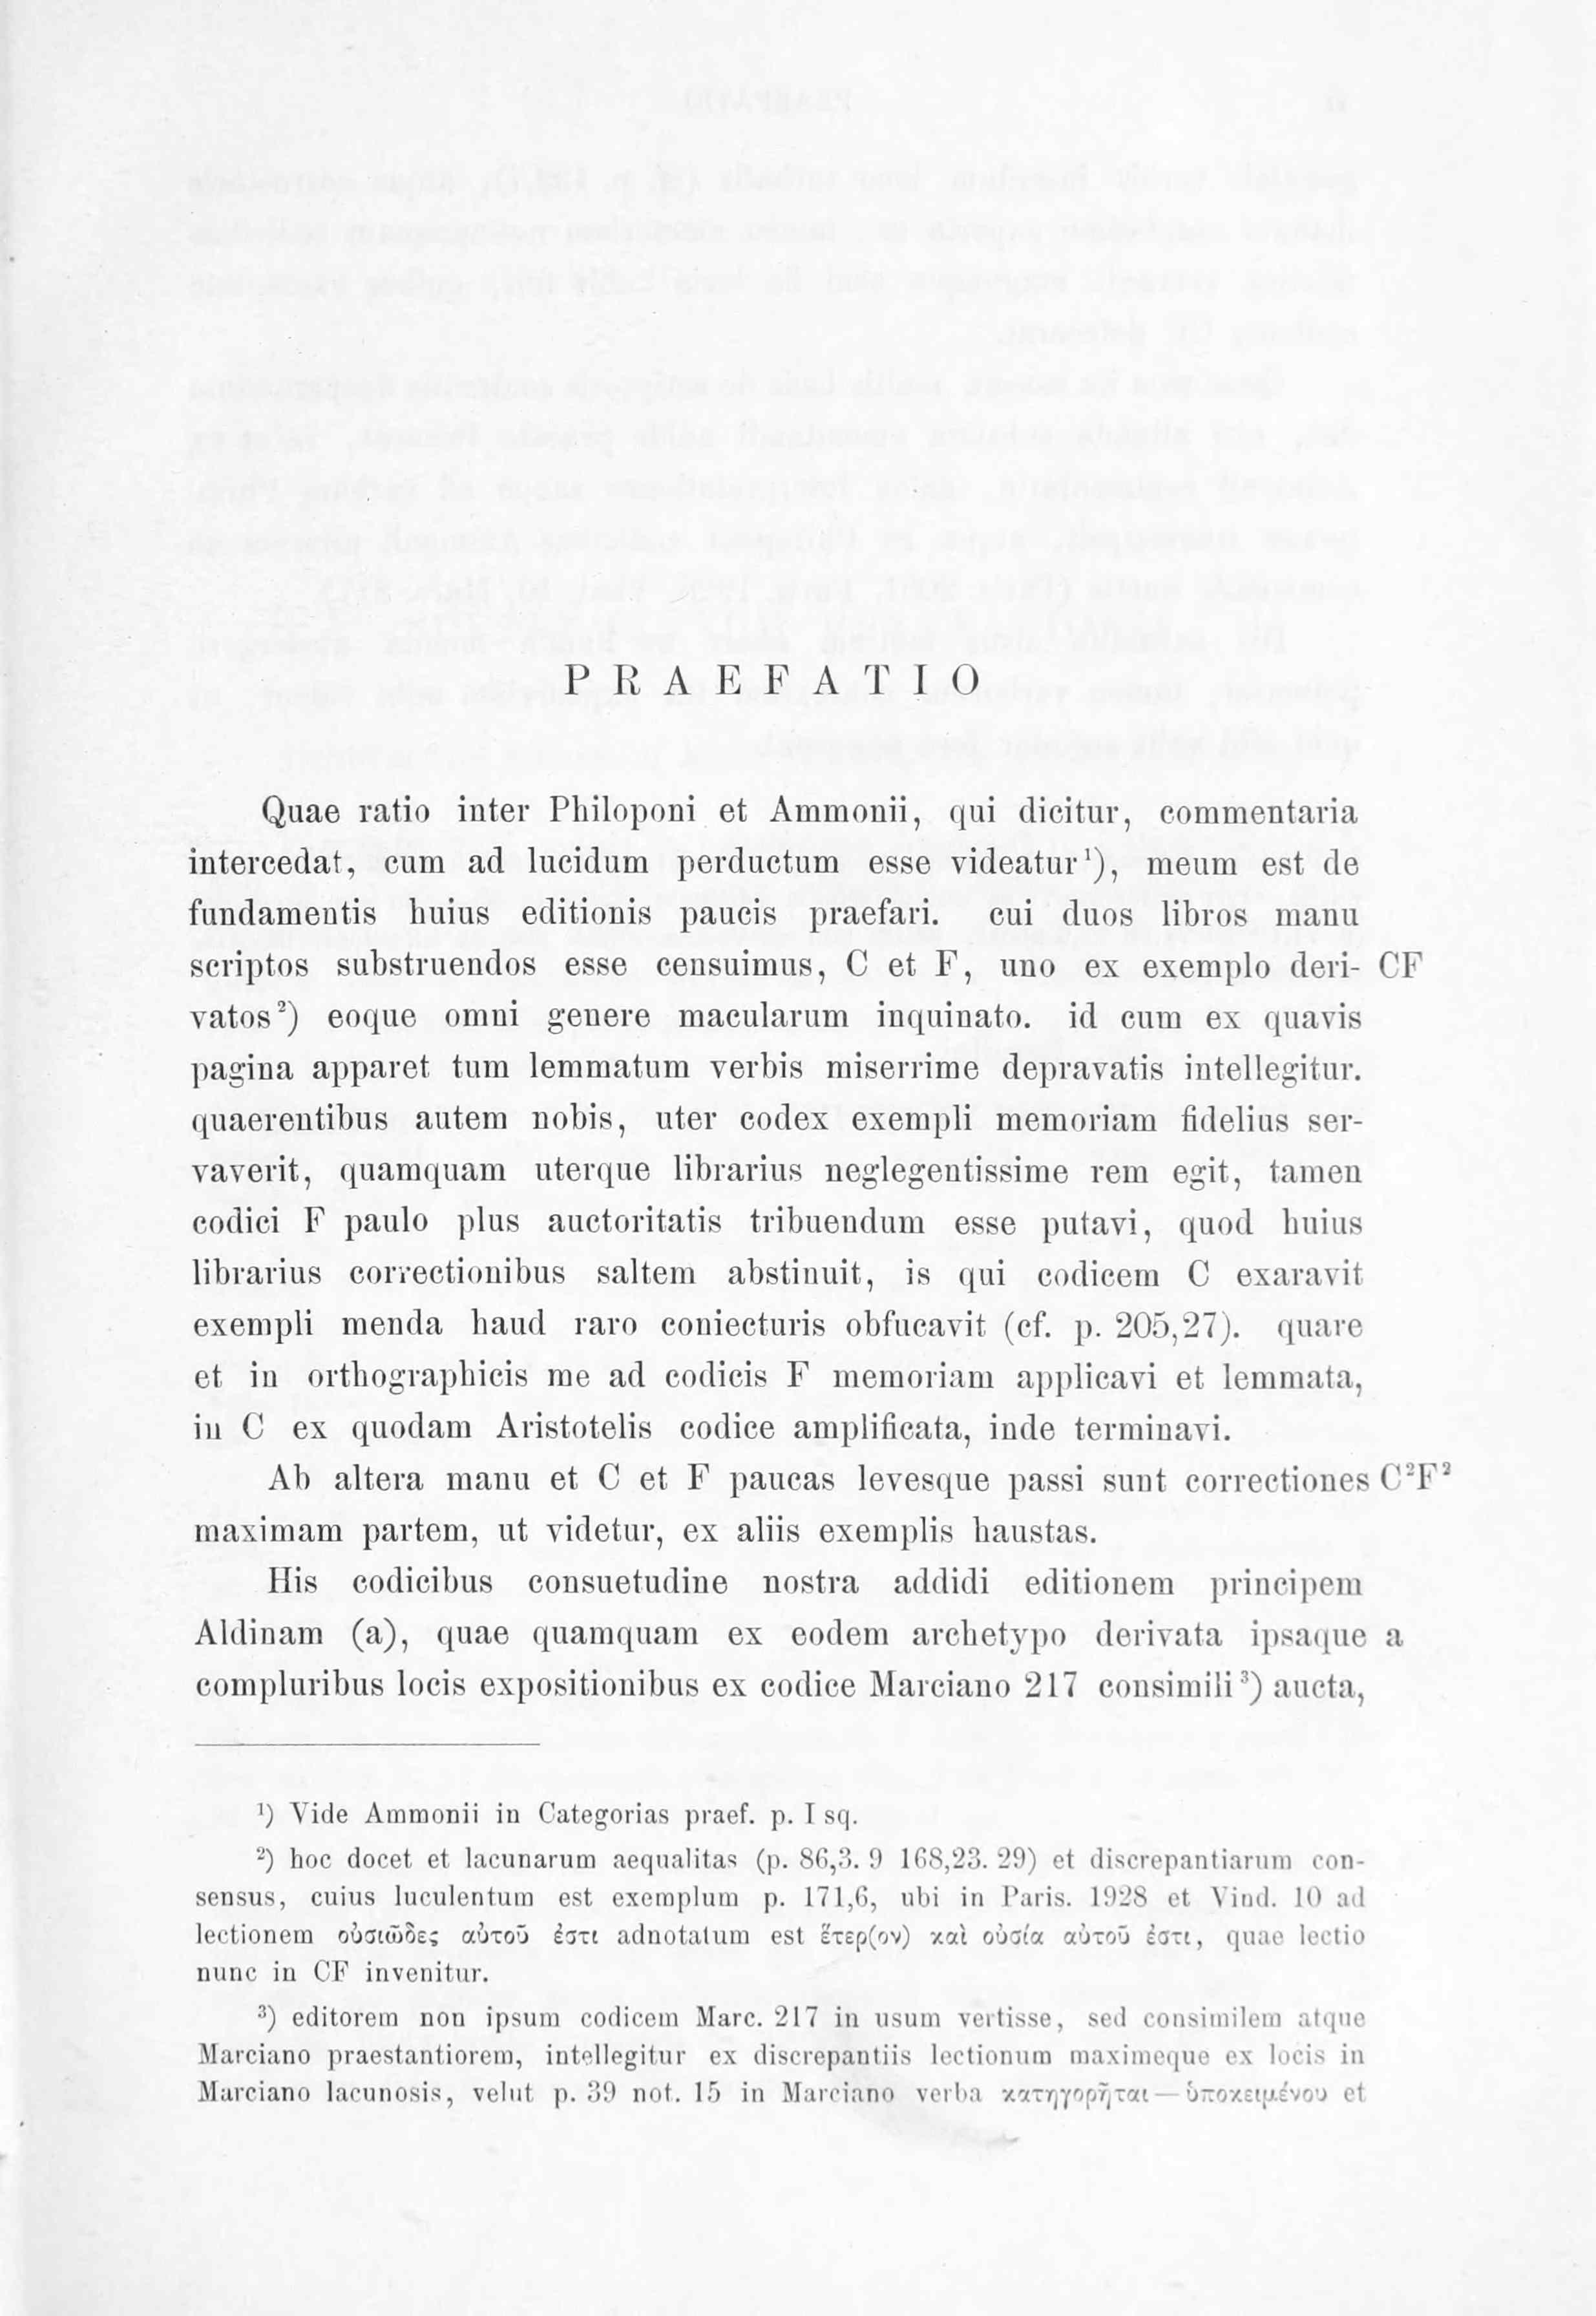 PRAEFATIO
Quae ratio inter Philoponi et Ammonii, qui dicitur, commentaria
intercedat, cum ad lucidum perductum esse videatur¹), meum est de
fundamentis huius editionis paucis praefari. cui duos libros manu
scriptos substruendos esse censuimus, C et F, uno ex exemplo deri- CF
vatos²) eoque omni genere macularum inquinato. id cum ex quavis
pagina apparet tum lemmatum verbis miserrime depravatis intellegitur.
quaerentibus autem nobis, uter codex exempli memoriam fidelius ser-
vaverit, quamquam uterque librarius neglegentissime rem egit, tamen
codici F paulo plus auctoritatis tribuendum esse putavi, quod huius
librarius correctionibus saltem abstinuit, is qui codicem C exaravit
exempli menda haud raro coniecturis obfucavit (cf. p. 205,27). quare
et in orthographicis me ad codicis F memoriam applicavi et lemmata,
in C ex quodam Aristotelis codice amplificata, inde terminavi.
Ab altera manu et C et F paucas levesque passi sunt correctiones C²F²
maximam partem, ut videtur, ex aliis exemplis haustas.
His codicibus consuetudine nostra addidi editionem principem
Aldinam (a), quae quamquam ex eodem archetypo derivata ipsaque a
compluribus locis expositionibus ex codice Marciano 217 consimili³) aucta,
¹) Vide Ammonii in Categorias praef. p. I sq.
²) hoc docet et lacunarum aequalitas (p. 86,3. 9 168,23. 29) et discrepantiarum con-
sensus, cuius luculentum est exemplum p. 171,6, ubi in Paris. 1928 et Vind. 10 ad
lectionem οὐσιῶδες αὐτοῦ ἐστι adnotatum est ἕτερ(ον) καὶ οὐσία αὐτοῦ ἐστι, quae lectio
nunc in CF invenitur.
³) editorem non ipsum codicem Marc. 217 in usum vertisse, sed consimilem atque
Marciano praestantiorem, intellegitur ex discrepantiis lectionum maximeque ex locis in
Marciano lacunosis, velut p. 39 not. 15 in Marciano verba κατηγορῆται — ὑποκειμένου et